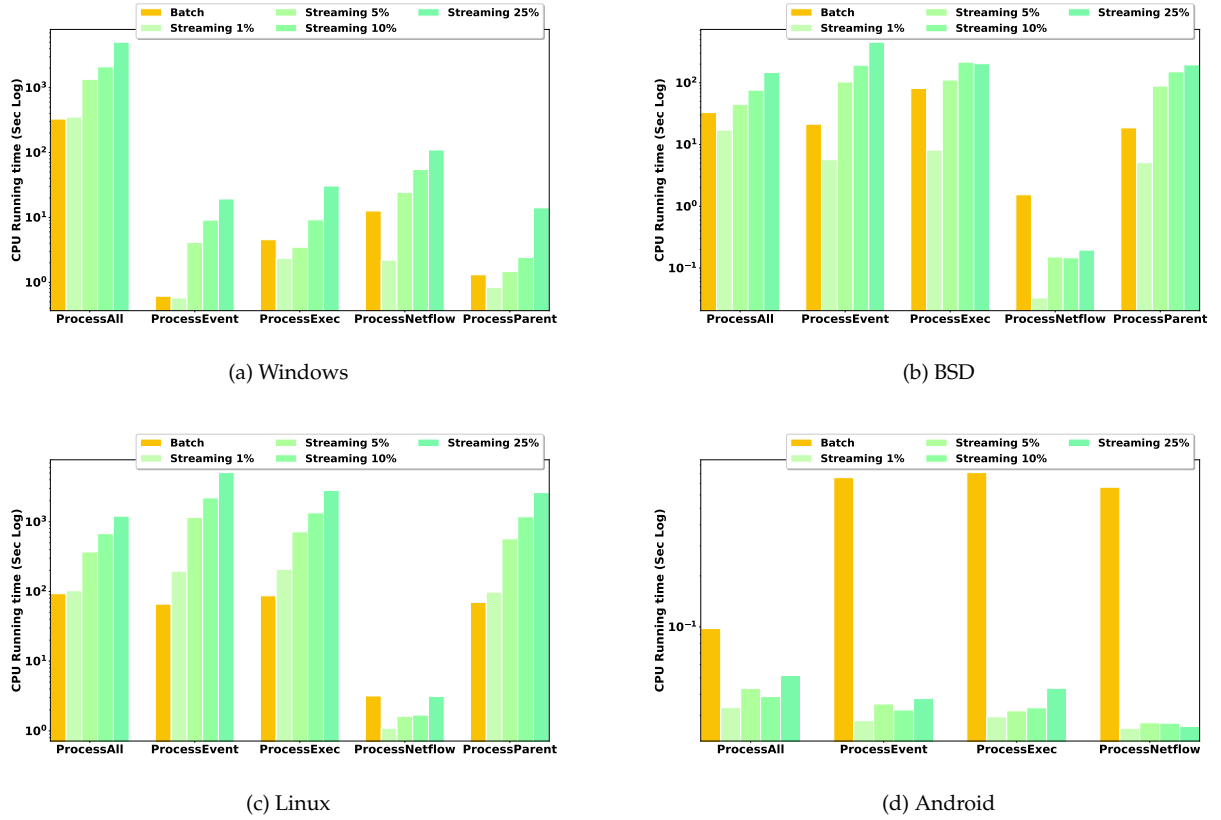 Batch
Streaming 1%
Streaming 5%
Streaming 10%
Streaming 25%
CPU Running time (Sec Log)
10³
10²
10¹
10⁰
ProcessAll ProcessEvent ProcessExec ProcessNetflow ProcessParent
(a) Windows
Batch
Streaming 1%
Streaming 5%
Streaming 10%
Streaming 25%
CPU Running time (Sec Log)
10²
10¹
10⁰
10⁻¹
ProcessAll ProcessEvent ProcessExec ProcessNetflow ProcessParent
(b) BSD
Batch
Streaming 1%
Streaming 5%
Streaming 10%
Streaming 25%
CPU Running time (Sec Log)
10³
10²
10¹
10⁰
ProcessAll ProcessEvent ProcessExec ProcessNetflow ProcessParent
(c) Linux
Batch
Streaming 1%
Streaming 5%
Streaming 10%
Streaming 25%
CPU Running time (Sec Log)
10⁻¹
ProcessAll ProcessEvent ProcessExec ProcessNetflow
(d) Android